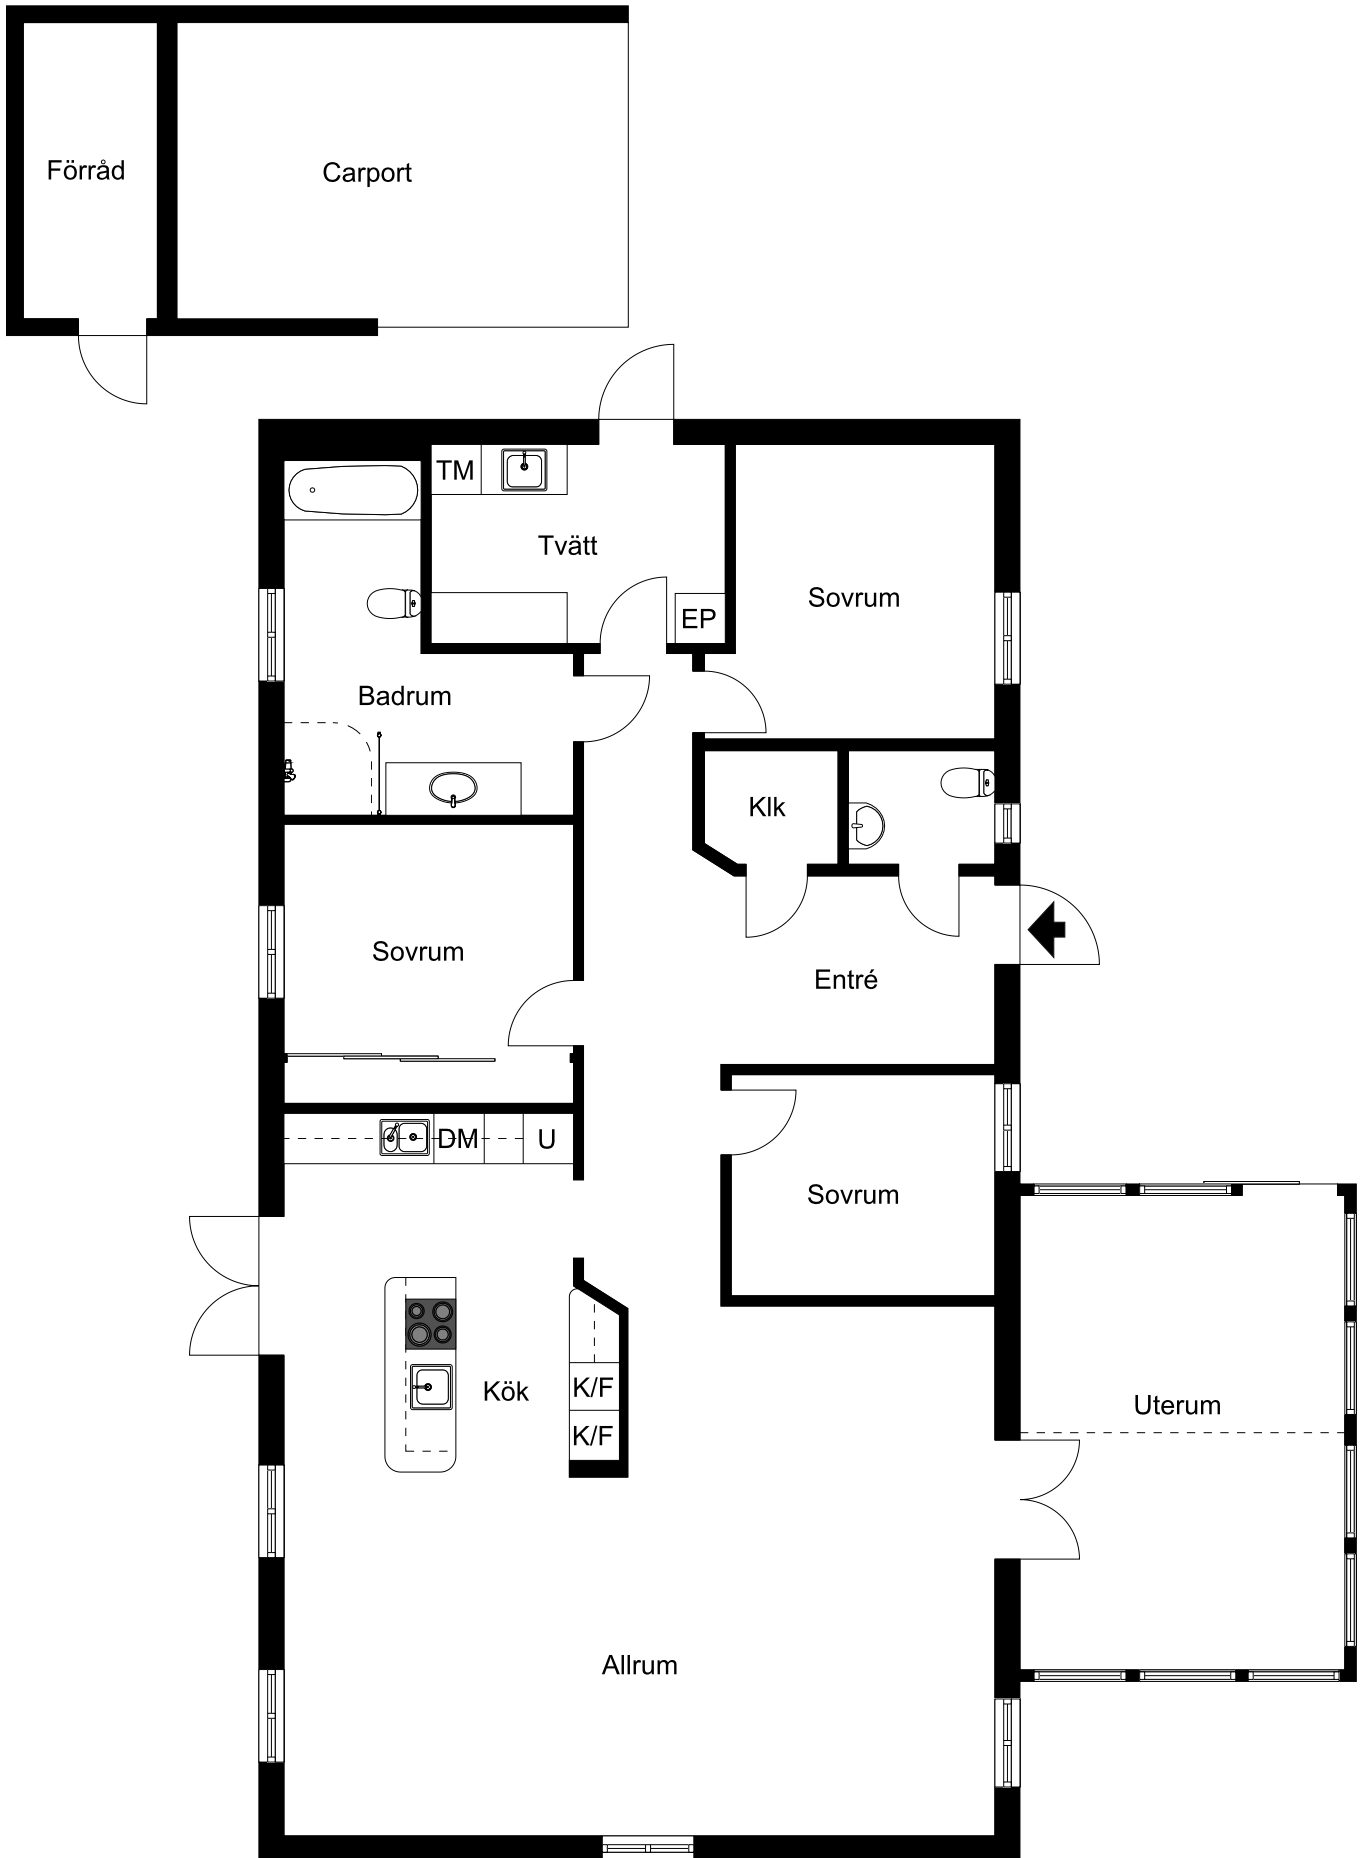 Förråd
Carport
TM
Tvätt
Sovrum
EP
Badrum
Klk
Sovrum
Entré
DM
U
Sovrum
K/F
Kök
Uterum
K/F
Allrum